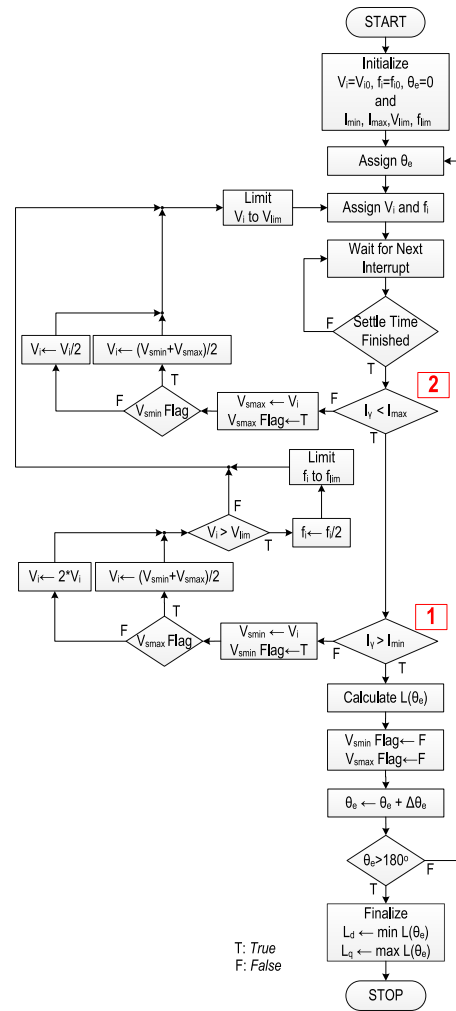 START
Initialize
Vi=Vi0, fi=fi0, θe=0
and
Imin, Imax,Vlim, flim
Assign θe
Limit
Vi to Vlim
Assign Vi and fi
Wait for Next
Interrupt
F
Settle Time
Finished
T
Vi← Vi/2
Vi← (Vsmin+Vsmax)/2
2
F
T
Vsmin Flag
Vsmax ← Vi
Vsmax Flag←T
F
Iγ < Imax
T
Limit
fi to flim
F
Vi > Vlim
T
fi← fi/2
Vi← 2*Vi
Vi← (Vsmin+Vsmax)/2
1
F
T
Vsmax Flag
Vsmin ← Vi
Vsmin Flag←T
F
Iγ > Imin
T
Calculate L(θe)
Vsmin Flag← F
Vsmax Flag←F
θe ← θe + Δθe
θe>180o
F
T
Finalize
Ld ← min L(θe)
Lq ← max L(θe)
T: True
F: False
STOP